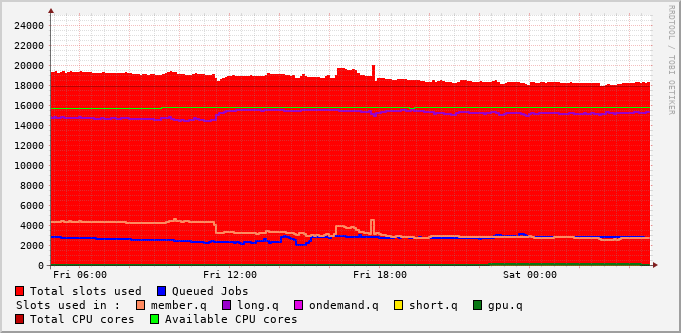 24000
22000
20000
18000
16000
14000
12000
10000
8000
6000
4000
2000
0
Fri 06:00 Fri 12:00 Fri 18:00 Sat 00:00
RRDTOOL / TOBI OETIKER
Total slots used Queued Jobs
Slots used in : member.q long.q ondemand.q short.q gpu.q
Total CPU cores Available CPU cores